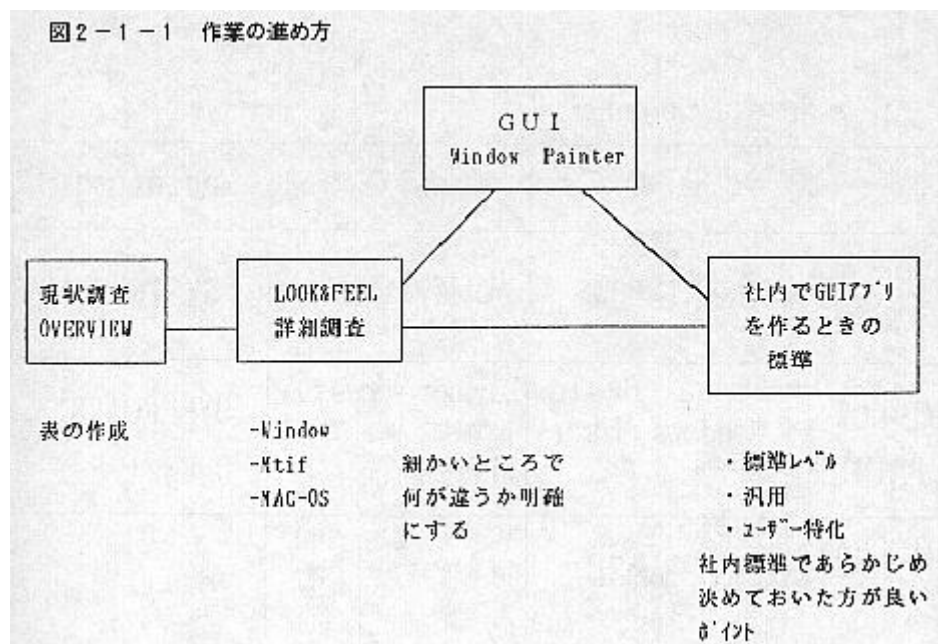 図2-1-1 作業の進め方
GUI
Window Painter
現状調査
OVERVIEW
LOOK&FEEL
詳細調査
社内でGUIｱﾌﾟﾘ
を作るときの
標準
表の作成
-Window
-Mtif
-MAC-OS
細かいところで
何が違うか明確
にする
・標準ﾚﾍﾞﾙ
・汎用
・ﾕｰｻﾞｰ特化
社内標準であらかじめ
決めておいた方が良い
ﾎﾟｲﾝﾄ